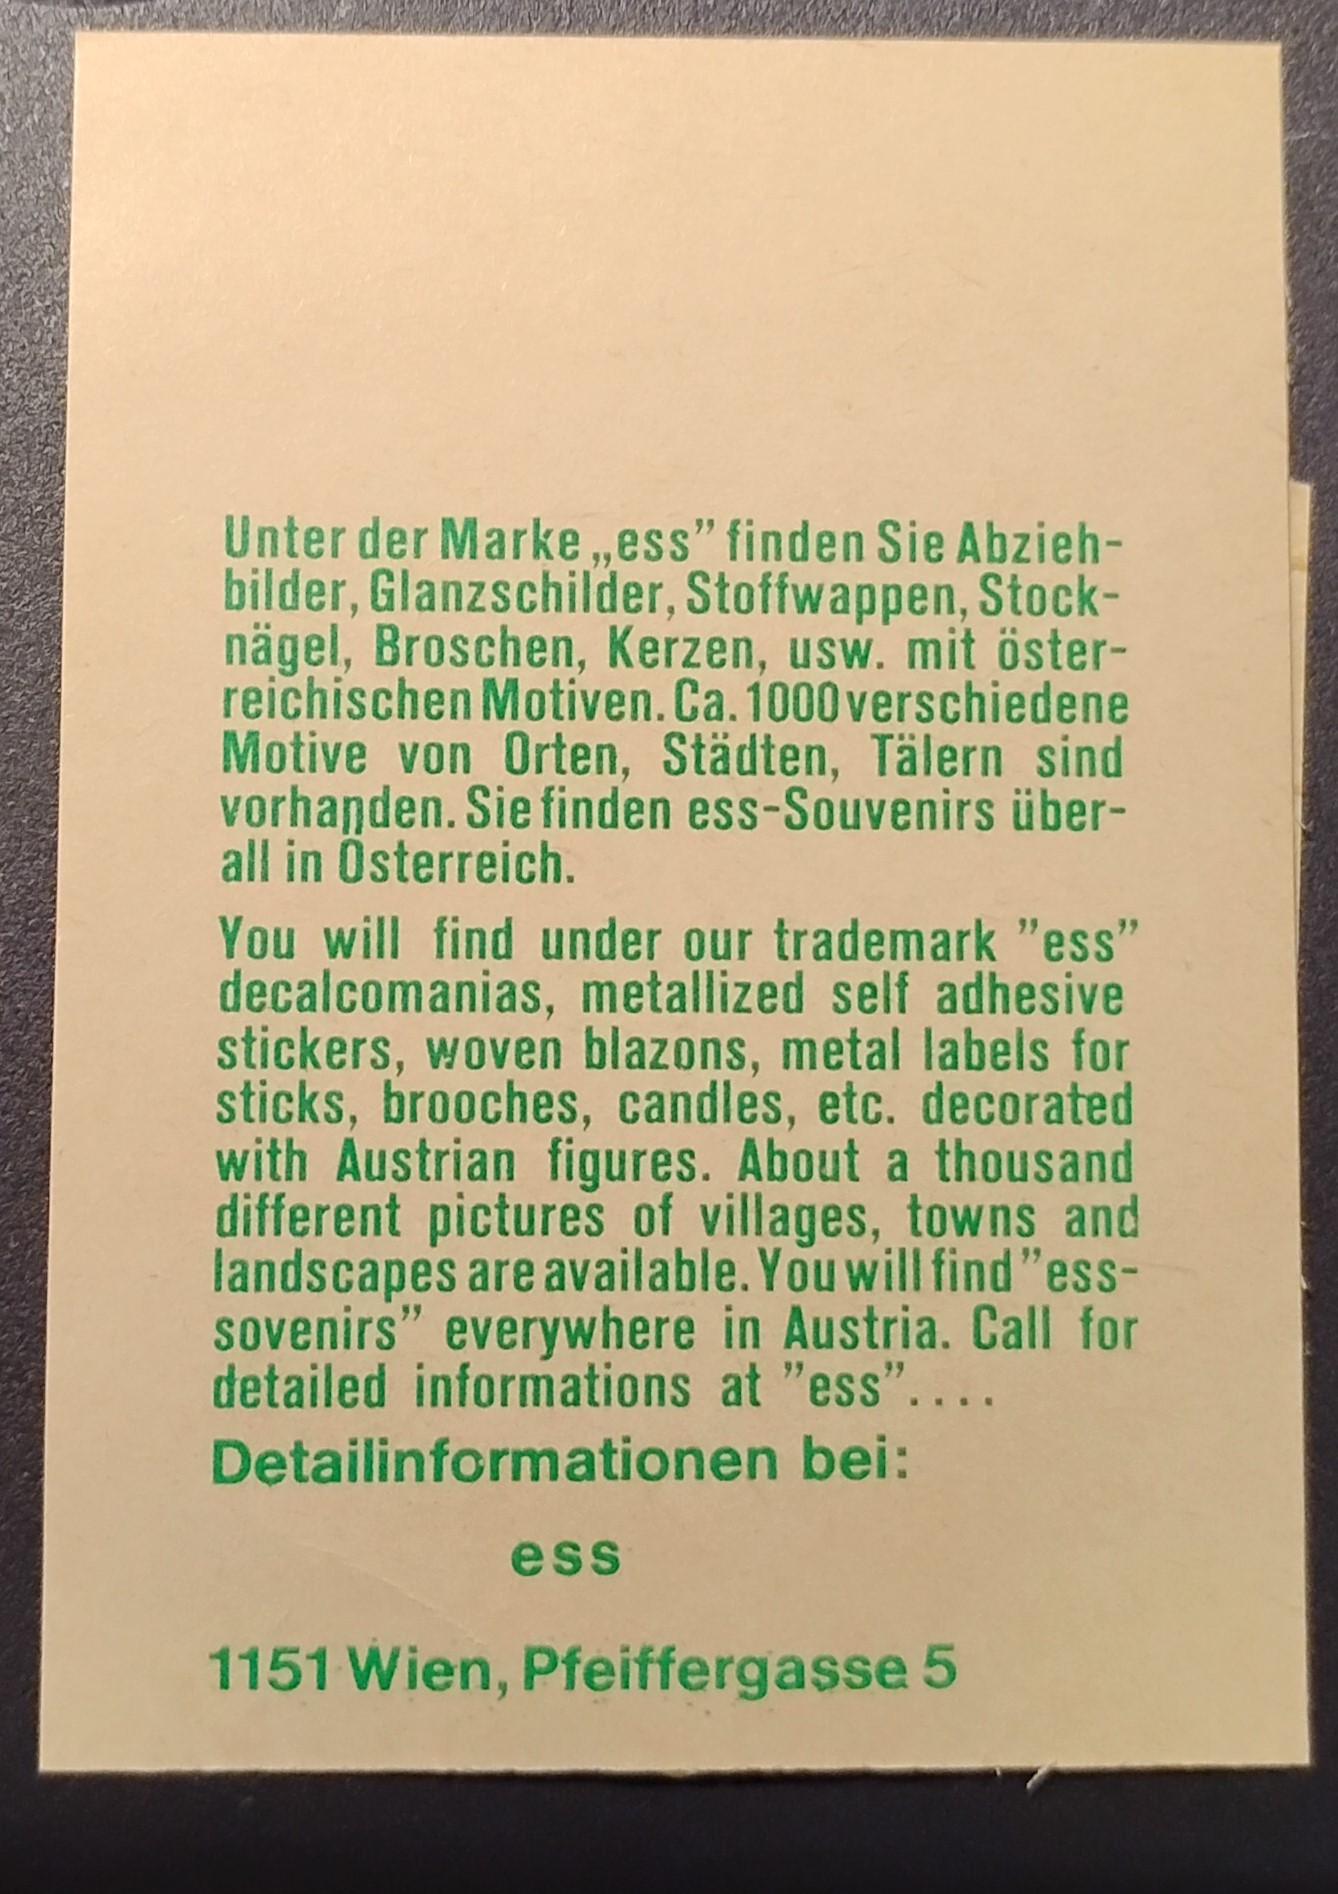 Unter der Marke „ess” finden Sie Abzieh-
bilder, Glanzschilder, Stoffwappen, Stock-
nägel, Broschen, Kerzen, usw. mit öster-
reichischen Motiven. Ca. 1000 verschiedene
Motive von Orten, Städten, Tälern sind
vorhanden. Sie finden ess-Souvenirs über-
all in Österreich.
You will find under our trademark ”ess”
decalcomanias, metallized self adhesive
stickers, woven blazons, metal labels for
sticks, brooches, candles, etc. decorated
with Austrian figures. About a thousand
different pictures of villages, towns and
landscapes are available. You will find ”ess-
sovenirs” everywhere in Austria. Call for
detailed informations at ”ess”....
Detailinformationen bei:
ess
1151 Wien, Pfeiffergasse 5